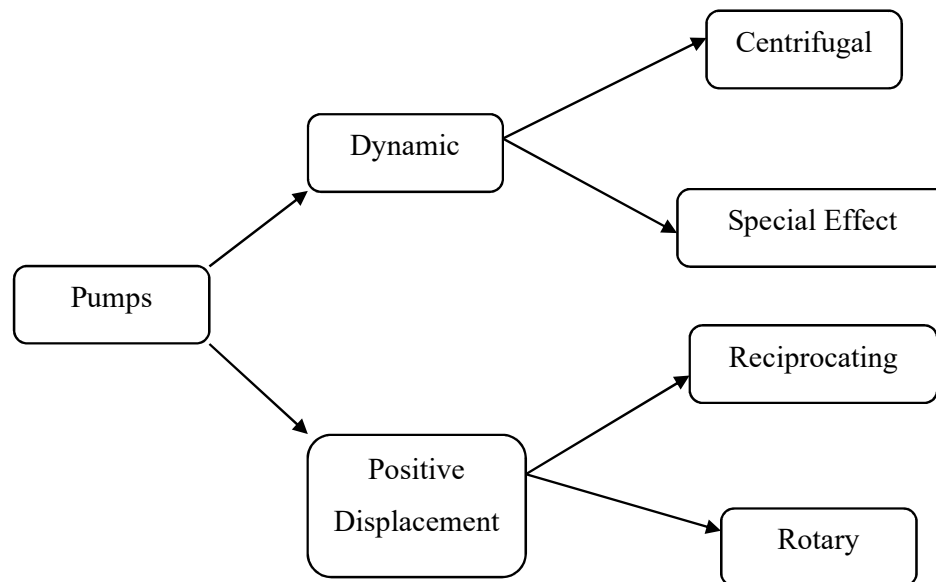 Centrifugal
Dynamic
Special Effect
Pumps
Reciprocating
Positive
Displacement
Rotary